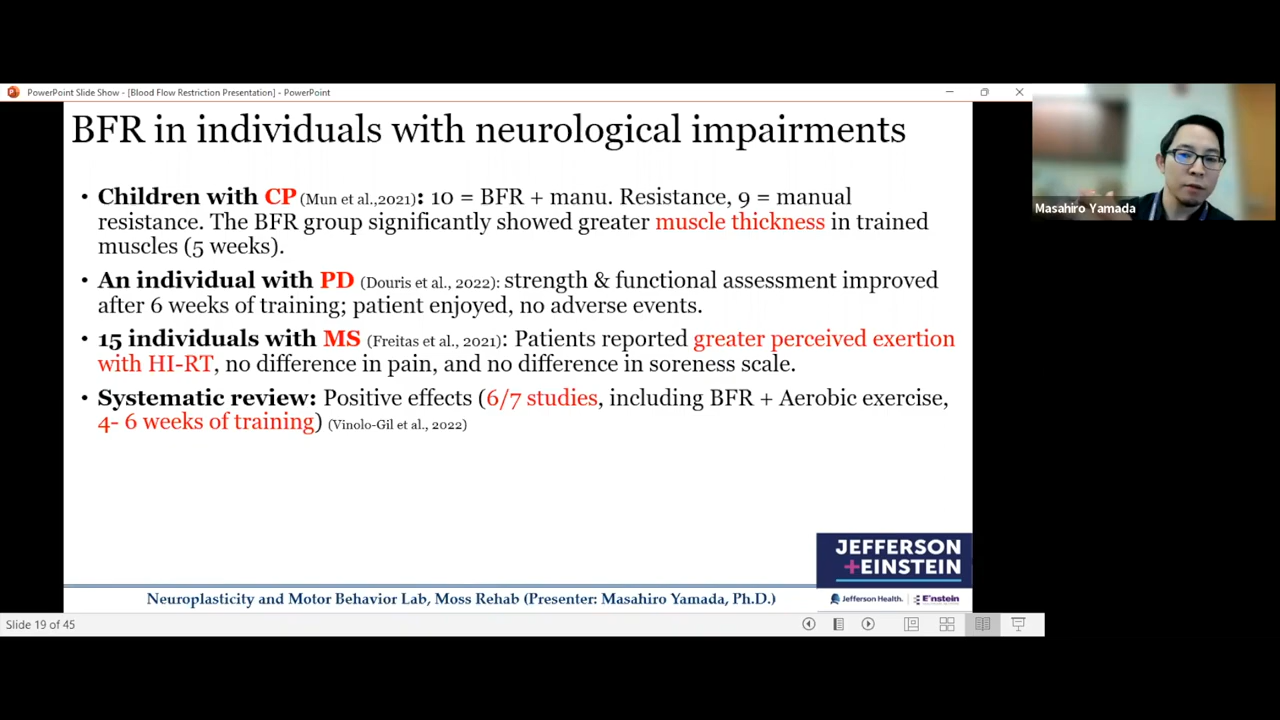 PowerPoint Slide Show - [Blood Flow Restriction Presentation] - PowerPoint
BFR in individuals with neurological impairments
• Children with CP (Mun et al.,2021): 10 = BFR + manu. Resistance, 9 = manual
resistance. The BFR group significantly showed greater muscle thickness in trained
muscles (5 weeks).
• An individual with PD (Douris et al., 2022): strength & functional assessment improved
after 6 weeks of training; patient enjoyed, no adverse events.
• 15 individuals with MS (Freitas et al., 2021): Patients reported greater perceived exertion
with HI-RT, no difference in pain, and no difference in soreness scale.
• Systematic review: Positive effects (6/7 studies, including BFR + Aerobic exercise,
4- 6 weeks of training) (Vinolo-Gil et al., 2022)
Masahiro Yamada
JEFFERSON
+EINSTEIN
Neuroplasticity and Motor Behavior Lab, Moss Rehab (Presenter: Masahiro Yamada, Ph.D.)
Jefferson Health. | Einstein
Slide 19 of 45